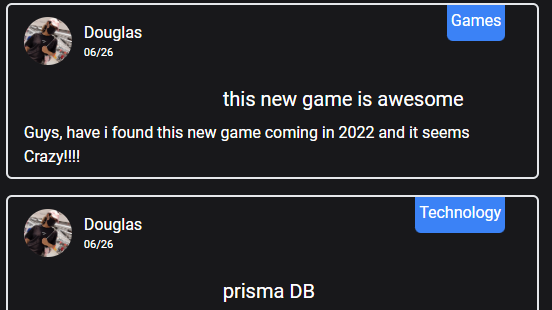 Douglas
Games
06/26
this new game is awesome
Guys, have i found this new game coming in 2022 and it seems
Crazy!!!!
Douglas
Technology
06/26
prisma DB